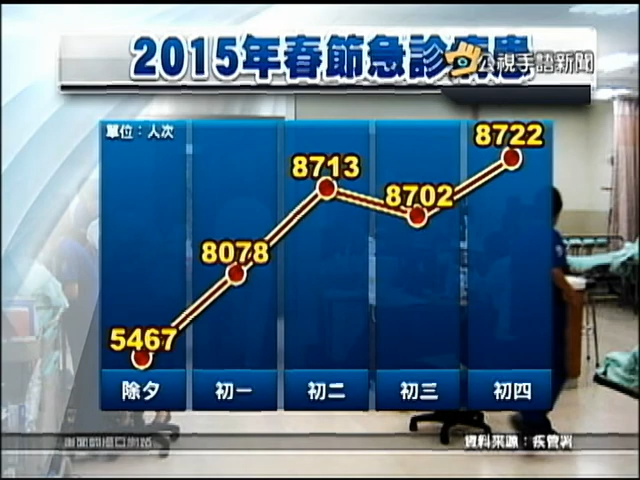 2015年春節急診病患
公視手語新聞
單位：人次
5467
8078
8713
8702
8722
除夕
初一
初二
初三
初四
資料來源：疾管署